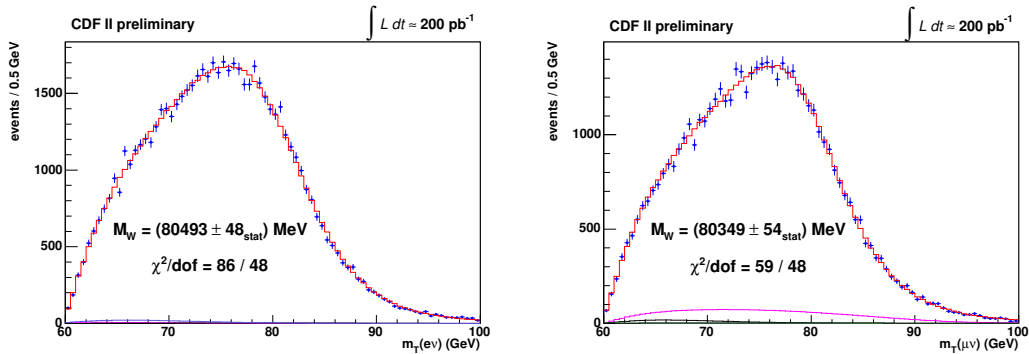 CDF II preliminary
∫ L dt ≈ 200 pb⁻¹
events / 0.5 GeV
1500
1000
500
0
M_W = (80493 ± 48_stat) MeV
χ²/dof = 86 / 48
60 70 80 90 100
m_T(eν) (GeV)
CDF II preliminary
∫ L dt ≈ 200 pb⁻¹
events / 0.5 GeV
1000
500
0
M_W = (80349 ± 54_stat) MeV
χ²/dof = 59 / 48
60 70 80 90 100
m_T(μν) (GeV)